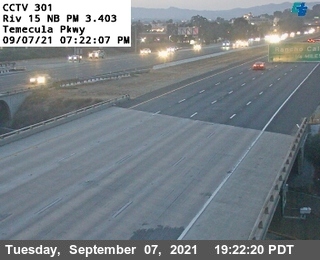 CCTV 301
Riv 15 NB PM 3.403
Temecula Pkwy
09/07/21 07:22:07 PM
Tuesday, September 07, 2021 19:22:20 PDT